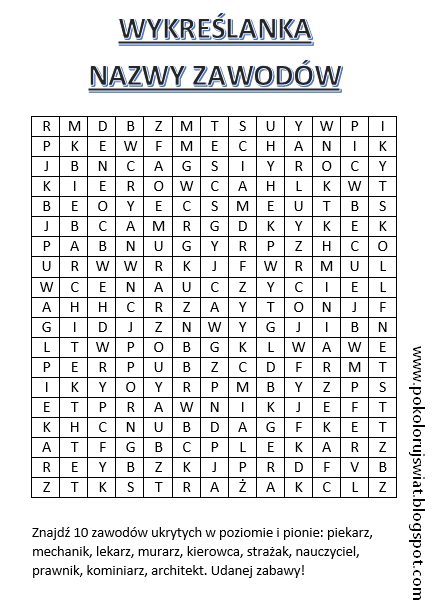 WYKREŚLANKA
NAZWY ZAWODÓW
R M D B Z M T S U Y W P I
P K E W F M E C H A N I K
J B N C A G S I Y R O C Y
K I E R O W C A H L K W T
B E O Y E C S M E U T B S
J B C A M R G D K Y K E K
P A B N U G Y R P Z H C O
U R W W R K J F W R M U L
W C E N A U C Z Y C I E L
A H H C R Z A Y T O N J F
G I D J Z N W Y G J I B N
L T W P O B G K L W A W E
P E R P U B Z C D F R M T
I K Y O Y R P M B Y Z P S
E T P R A W N I K J E F T
K H C N U B D A G F K E T
A T F G B C P L E K A R Z
R E Y B Z K J P R D F V B
Z T K S T R A Ż A K C L Z
Znajdź 10 zawodów ukrytych w poziomie i pionie: piekarz,
mechanik, lekarz, murarz, kierowca, strażak, nauczyciel,
prawnik, kominiarz, architekt. Udanej zabawy!
www.pokolorujswiat.blogspot.com